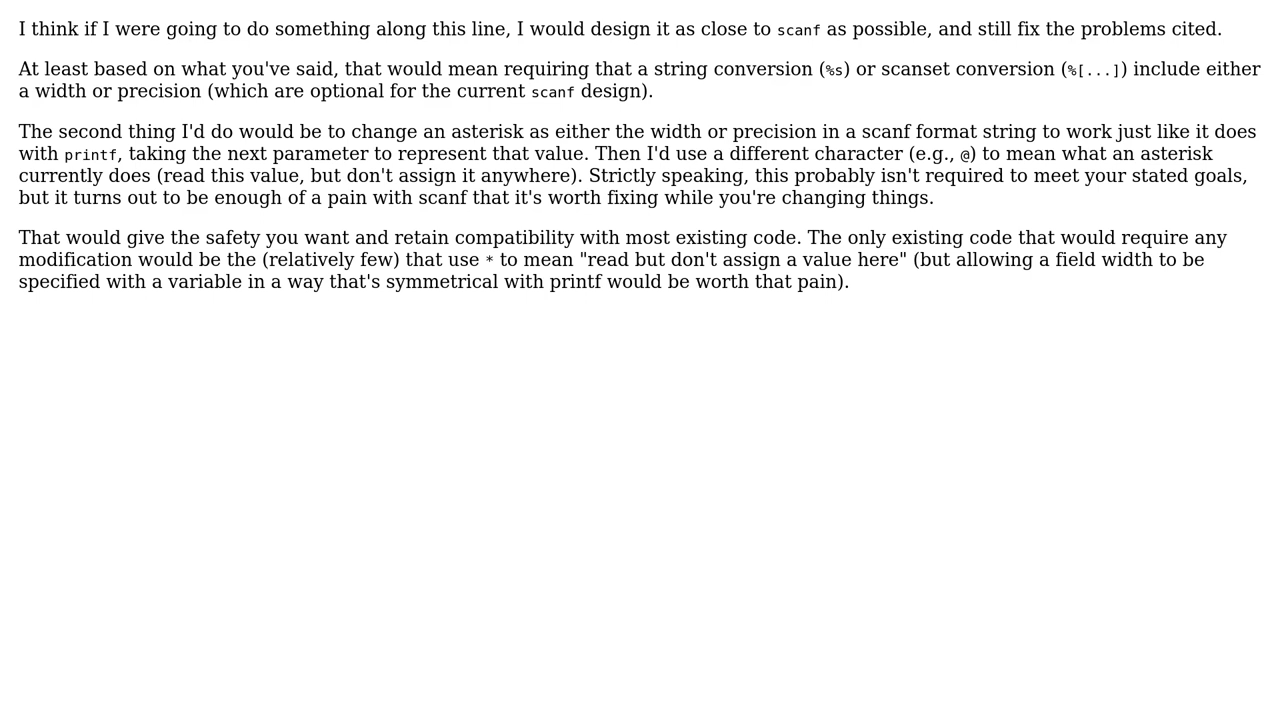 I think if I were going to do something along this line, I would design it as close to scanf as possible, and still fix the problems cited.
At least based on what you've said, that would mean requiring that a string conversion (%s) or scanset conversion (%[...]) include either
a width or precision (which are optional for the current scanf design).
The second thing I'd do would be to change an asterisk as either the width or precision in a scanf format string to work just like it does
with printf, taking the next parameter to represent that value. Then I'd use a different character (e.g., @) to mean what an asterisk
currently does (read this value, but don't assign it anywhere). Strictly speaking, this probably isn't required to meet your stated goals,
but it turns out to be enough of a pain with scanf that it's worth fixing while you're changing things.
That would give the safety you want and retain compatibility with most existing code. The only existing code that would require any
modification would be the (relatively few) that use * to mean "read but don't assign a value here" (but allowing a field width to be
specified with a variable in a way that's symmetrical with printf would be worth that pain).